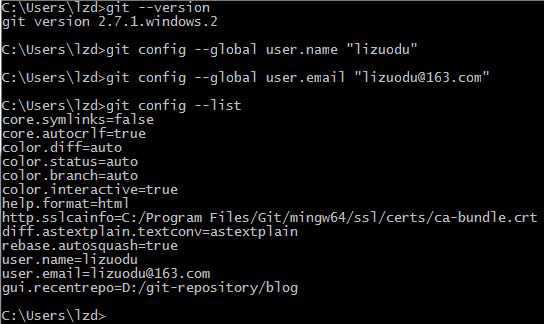 C:\Users\lzd>git --version
git version 2.7.1.windows.2
C:\Users\lzd>git config --global user.name "lizuodu"
C:\Users\lzd>git config --global user.email "lizuodu@163.com"
C:\Users\lzd>git config --list
core.symlinks=false
core.autocrlf=true
color.diff=auto
color.status=auto
color.branch=auto
color.interactive=true
help.format=html
http.sslcainfo=C:/Program Files/Git/mingw64/ssl/certs/ca-bundle.crt
diff.astextplain.textconv=astextplain
rebase.autosquash=true
user.name=lizuodu
user.email=lizuodu@163.com
gui.recentrepo=D:/git-repository/blog
C:\Users\lzd>